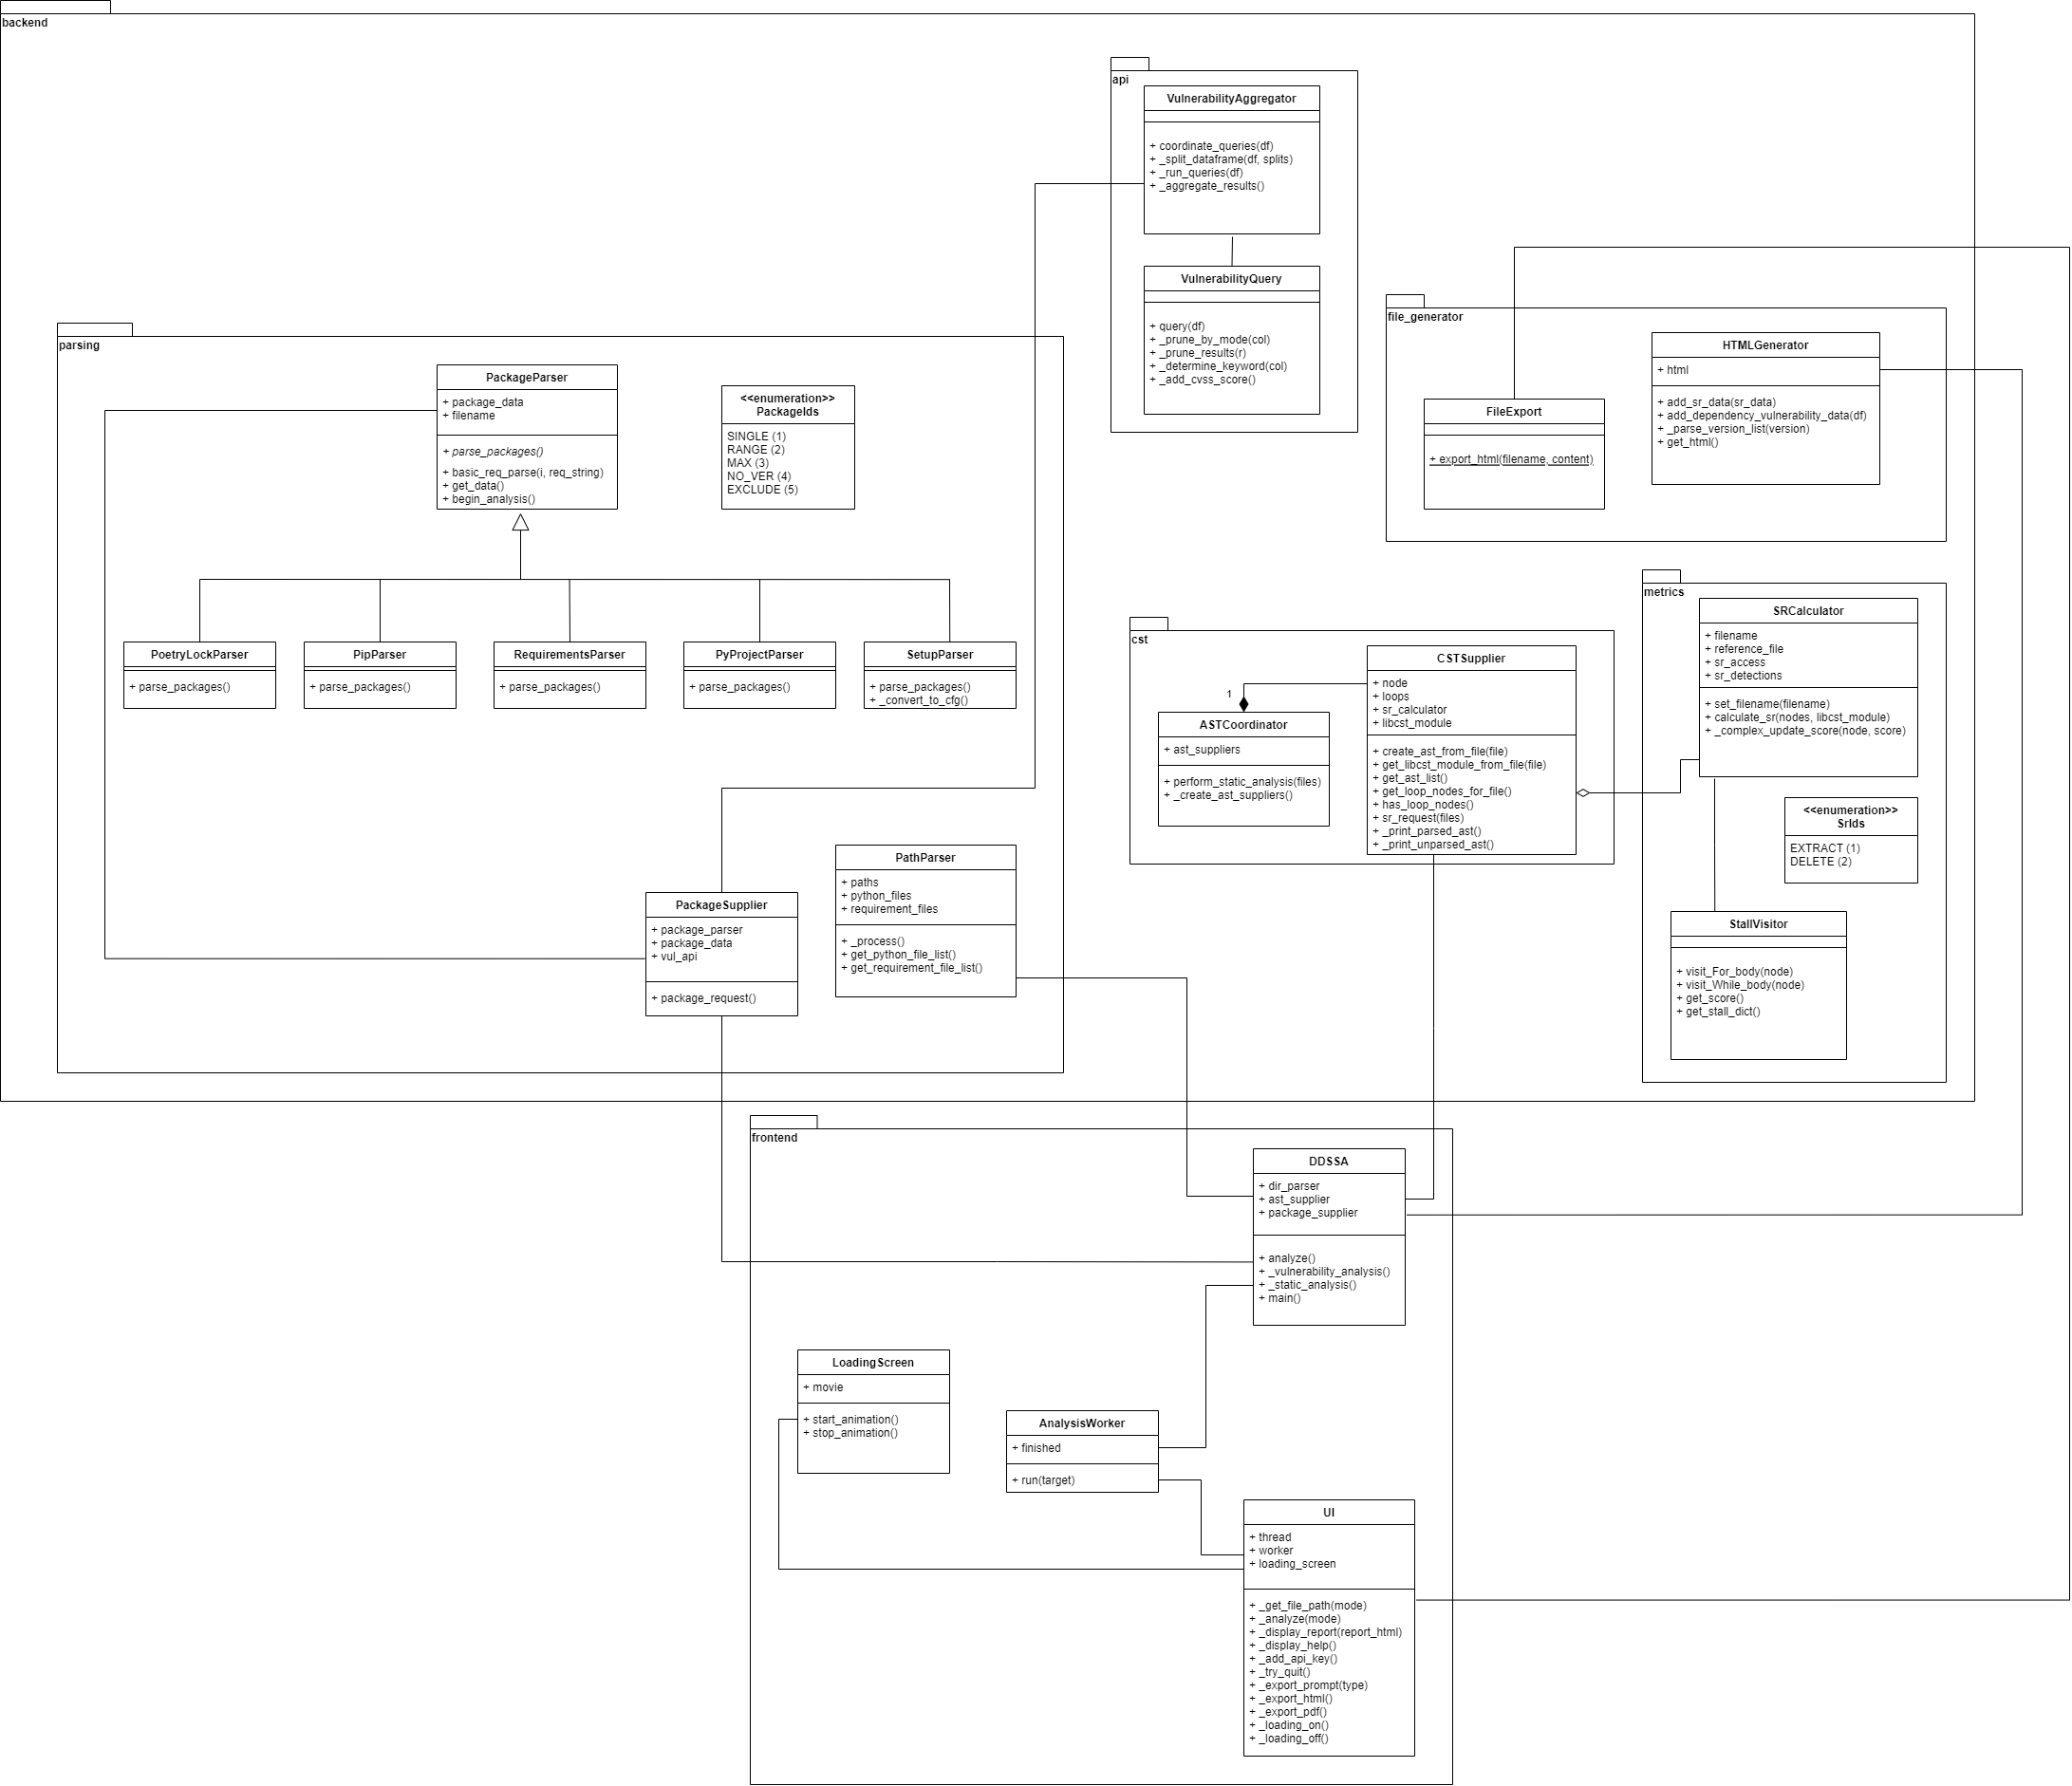 backend
api
VulnerabilityAggregator
+ coordinate_queries(df)
+ _split_dataframe(df, splits)
+ _run_queries(df)
+ _aggregate_results()
VulnerabilityQuery
+ query(df)
+ _prune_by_mode(col)
+ _prune_results(r)
+ _determine_keyword(col)
+ _add_cvss_score()
file_generator
HTMLGenerator
+ html
+ add_sr_data(sr_data)
+ add_dependency_vulnerability_data(df)
+ _parse_version_list(version)
+ get_html()
FileExport
+ export_html(filename, content)
parsing
PackageParser
+ package_data
+ filename
+ parse_packages()
+ basic_req_parse(i, req_string)
+ get_data()
+ begin_analysis()
<<enumeration>>
PackageIds
SINGLE (1)
RANGE (2)
MAX (3)
NO_VER (4)
EXCLUDE (5)
PoetryLockParser
+ parse_packages()
PipParser
+ parse_packages()
RequirementsParser
+ parse_packages()
PyProjectParser
+ parse_packages()
SetupParser
+ parse_packages()
+ _convert_to_cfg()
PackageSupplier
+ package_parser
+ package_data
+ vul_api
+ package_request()
PathParser
+ paths
+ python_files
+ requirement_files
+ _process()
+ get_python_file_list()
+ get_requirement_file_list()
cst
1
ASTCoordinator
+ ast_suppliers
+ perform_static_analysis(files)
+ _create_ast_suppliers()
CSTSupplier
+ node
+ loops
+ sr_calculator
+ libcst_module
+ create_ast_from_file(file)
+ get_libcst_module_from_file(file)
+ get_ast_list()
+ get_loop_nodes_for_file()
+ has_loop_nodes()
+ sr_request(files)
+ _print_parsed_ast()
+ _print_unparsed_ast()
metrics
SRCalculator
+ filename
+ reference_file
+ sr_access
+ sr_detections
+ set_filename(filename)
+ calculate_sr(nodes, libcst_module)
+ _complex_update_score(node, score)
<<enumeration>>
SrIds
EXTRACT (1)
DELETE (2)
StallVisitor
+ visit_For_body(node)
+ visit_While_body(node)
+ get_score()
+ get_stall_dict()
frontend
DDSSA
+ dir_parser
+ ast_supplier
+ package_supplier
+ analyze()
+ _vulnerability_analysis()
+ _static_analysis()
+ main()
LoadingScreen
+ movie
+ start_animation()
+ stop_animation()
AnalysisWorker
+ finished
+ run(target)
UI
+ thread
+ worker
+ loading_screen
+ _get_file_path(mode)
+ _analyze(mode)
+ _display_report(report_html)
+ _display_help()
+ _add_api_key()
+ _try_quit()
+ _export_prompt(type)
+ _export_html()
+ _export_pdf()
+ _loading_on()
+ _loading_off()